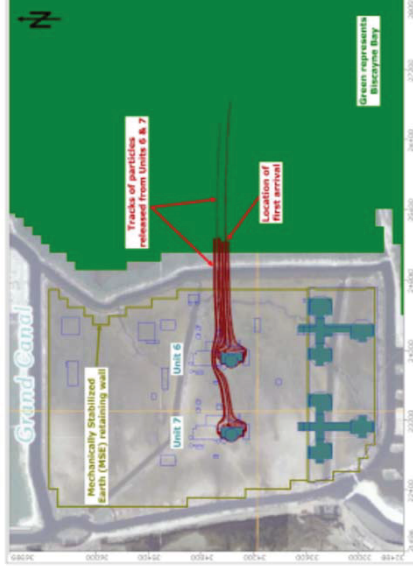 Green represents
Biscayne Bay
Tracks of particles
released from Units 6 & 7
Location of
first arrival
Grand Canal
Mechanically Stabilized
Earth (MSE) retaining wall
Unit 6
Unit 7
N